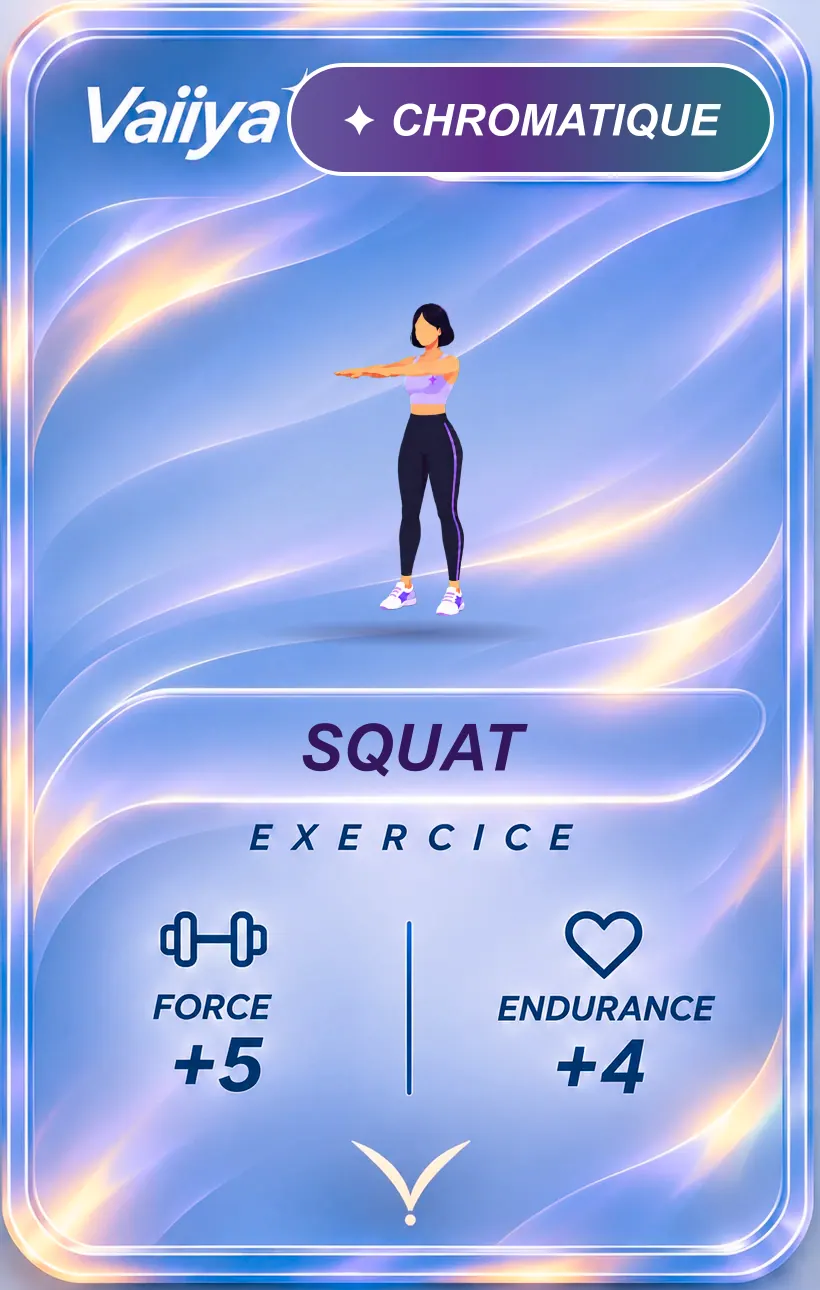 Vaiiya
CHROMATIQUE
SQUAT
EXERCICE
FORCE
+5
ENDURANCE
+4